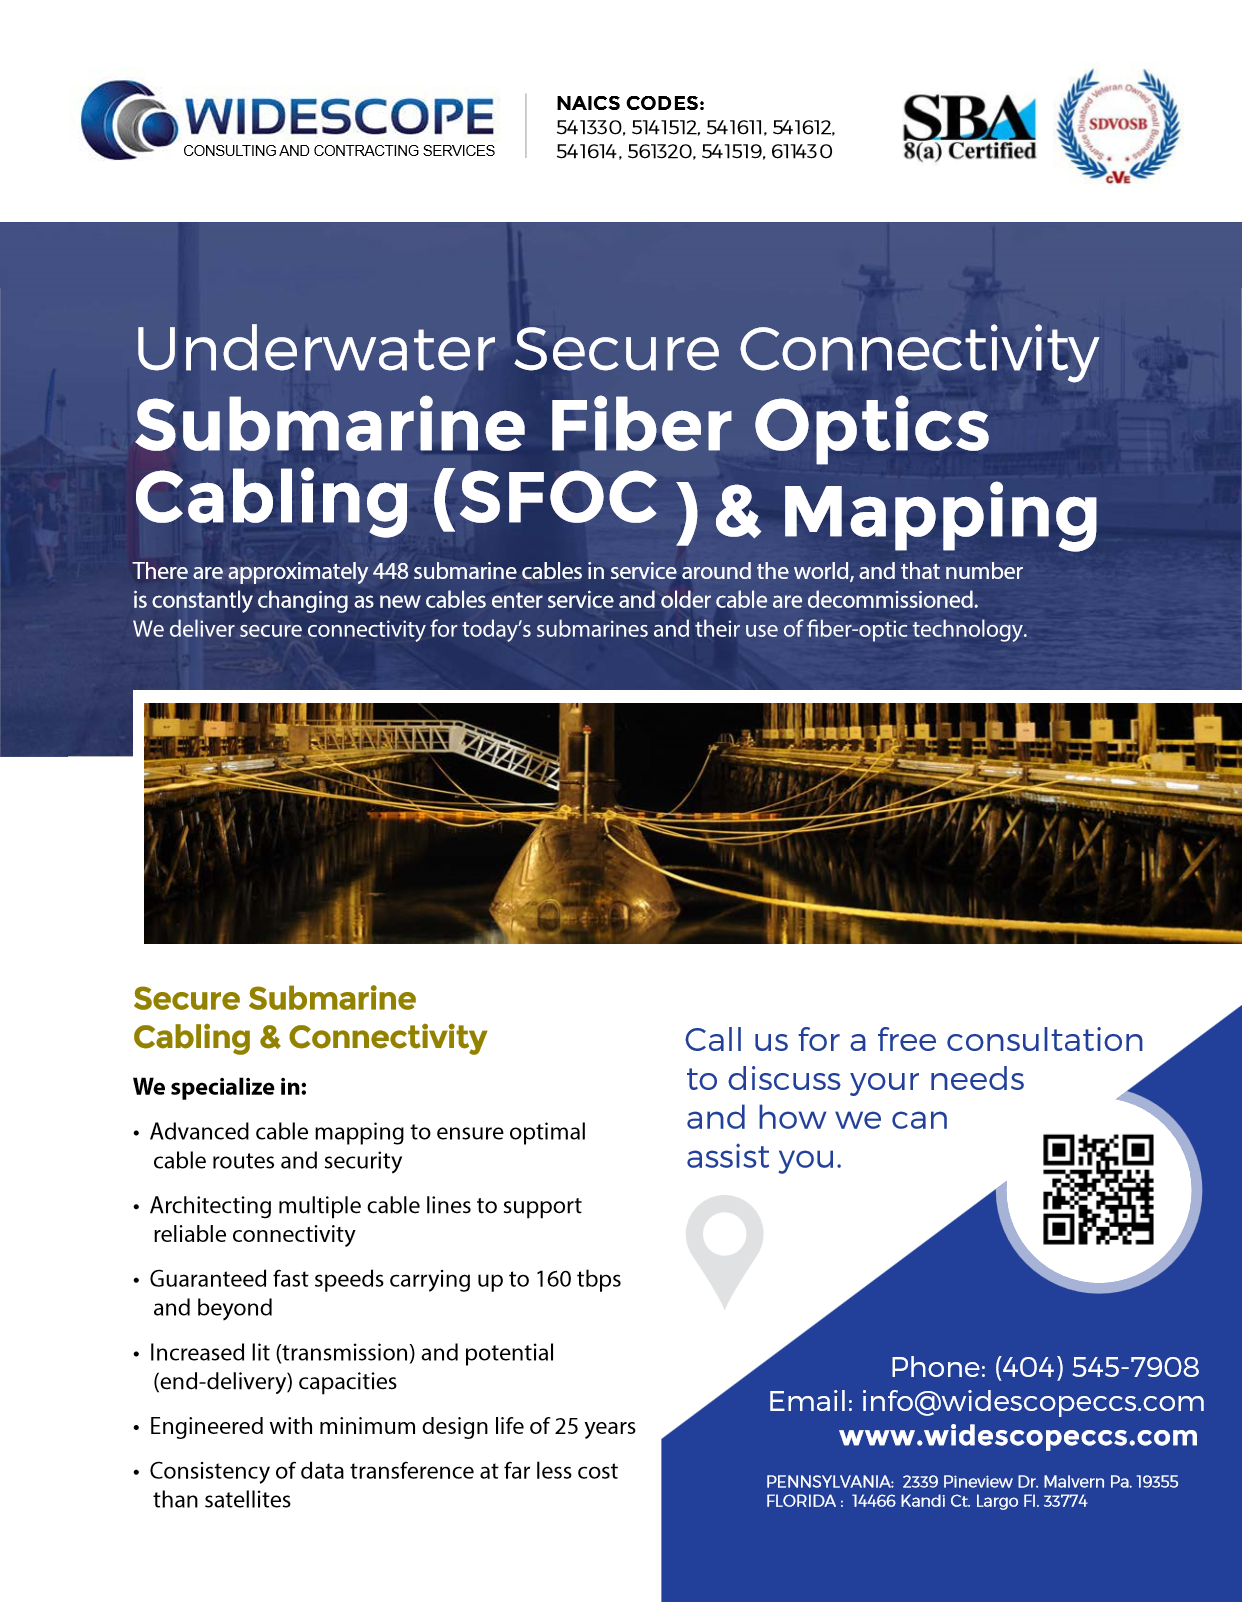 WIDESCOPE
CONSULTING AND CONTRACTING SERVICES
NAICS CODES:
541330, 5141512, 541611, 541612,
541614, 561320, 541519, 611430
SBA
8(a) Certified
Service Disabled Veteran Owned Small Business
SDVOSB
CVE
Underwater Secure Connectivity
Submarine Fiber Optics
Cabling (SFOC ) & Mapping
There are approximately 448 submarine cables in service around the world, and that number
is constantly changing as new cables enter service and older cable are decommissioned.
We deliver secure connectivity for today's submarines and their use of fiber-optic technology.
Secure Submarine
Cabling & Connectivity
We specialize in:
• Advanced cable mapping to ensure optimal
cable routes and security
• Architecting multiple cable lines to support
reliable connectivity
• Guaranteed fast speeds carrying up to 160 tbps
and beyond
• Increased lit (transmission) and potential
(end-delivery) capacities
• Engineered with minimum design life of 25 years
• Consistency of data transference at far less cost
than satellites
Call us for a free consultation
to discuss your needs
and how we can
assist you.
Phone: (404) 545-7908
Email: info@widescopeccs.com
www.widescopeccs.com
PENNSYLVANIA: 2339 Pineview Dr. Malvern Pa. 19355
FLORIDA : 14466 Kandi Ct. Largo Fl. 33774